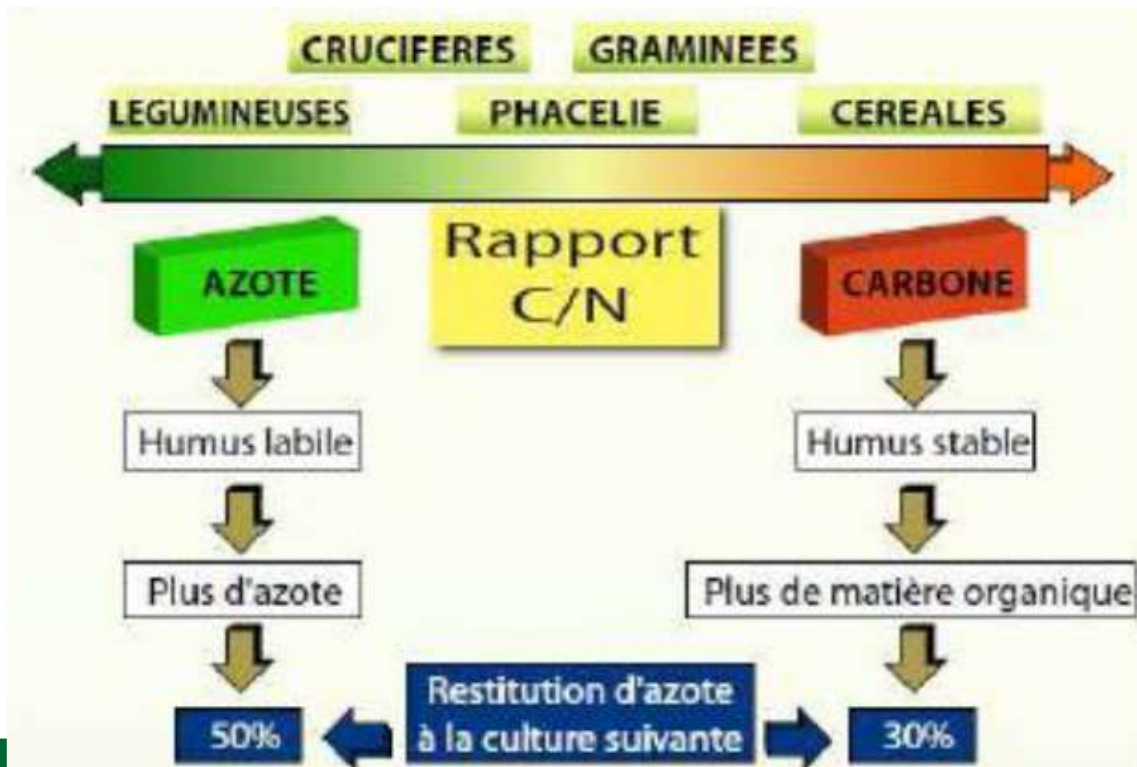 CRUCIFERES GRAMINEES
LEGUMINEUSES PHACELIE CEREALES
AZOTE
Rapport
C/N
CARBONE
Humus labile
Humus stable
Plus d'azote
Plus de matière organique
50%
Restitution d'azote
à la culture suivante
30%